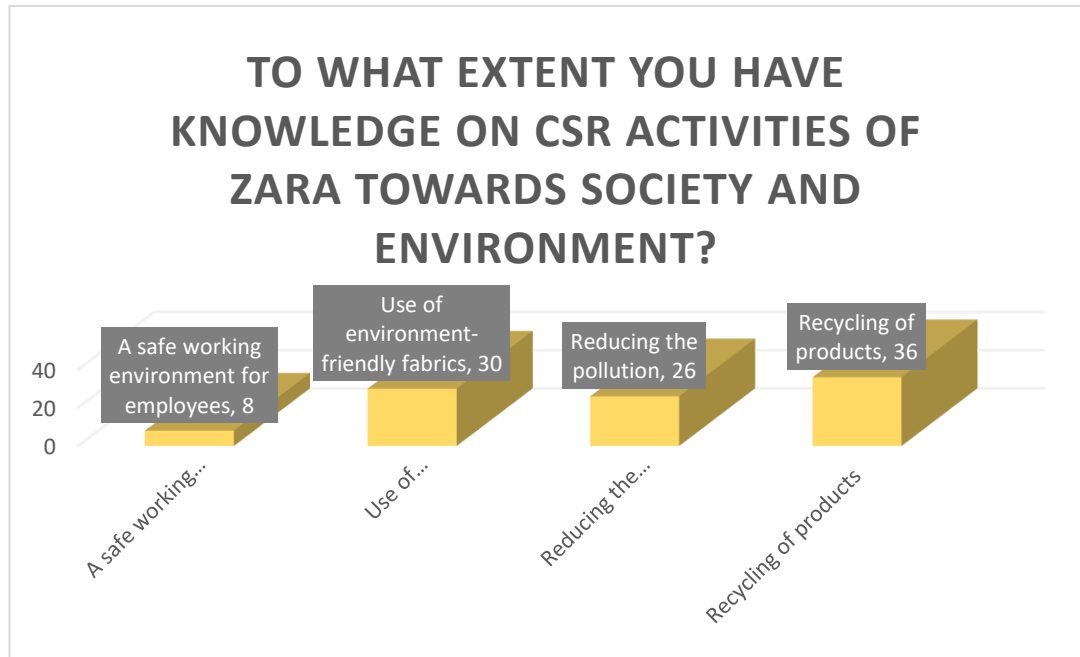 TO WHAT EXTENT YOU HAVE
KNOWLEDGE ON CSR ACTIVITIES OF
ZARA TOWARDS SOCIETY AND
ENVIRONMENT?
A safe working
environment for
employees, 8
Use of
environment-
friendly fabrics, 30
Reducing the
pollution, 26
Recycling of
products, 36
40
20
0
A safe working...
Use of...
Reducing the...
Recycling of products